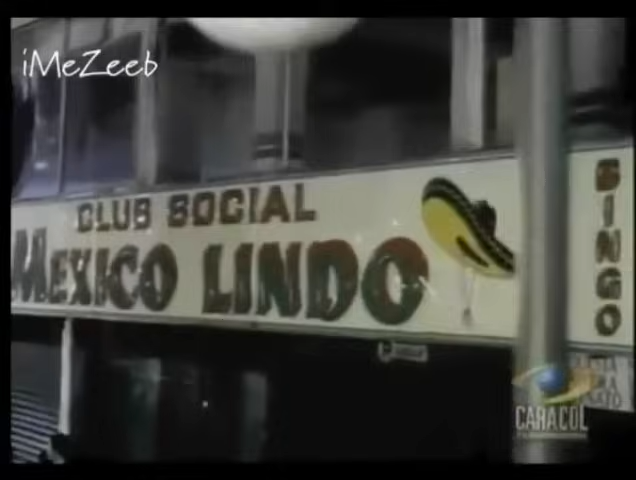 iMeZeeb
CLUB SOCIAL
MEXICO LINDO
BINGO
CARACOL